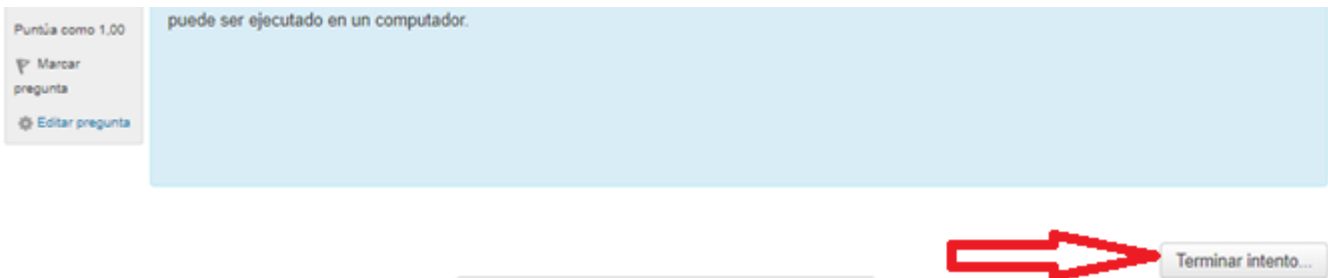 Puntúa como 1,00
Marcar
pregunta
Editar pregunta
puede ser ejecutado en un computador.
Terminar intento...